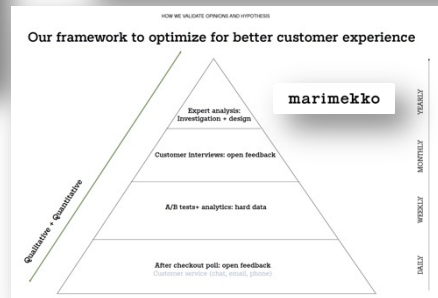 HOW WE VALIDATE OPINIONS AND HYPOTHESIS
Our framework to optimize for better customer experience
marimekko
Expert analysis:
Investigation + design
Customer interviews: open feedback
A/B tests+ analytics: hard data
After checkout poll: open feedback
Customer service (chat, email, phone)
Qualitative + Quantitative
YEARLY
MONTHLY
WEEKLY
DAILY